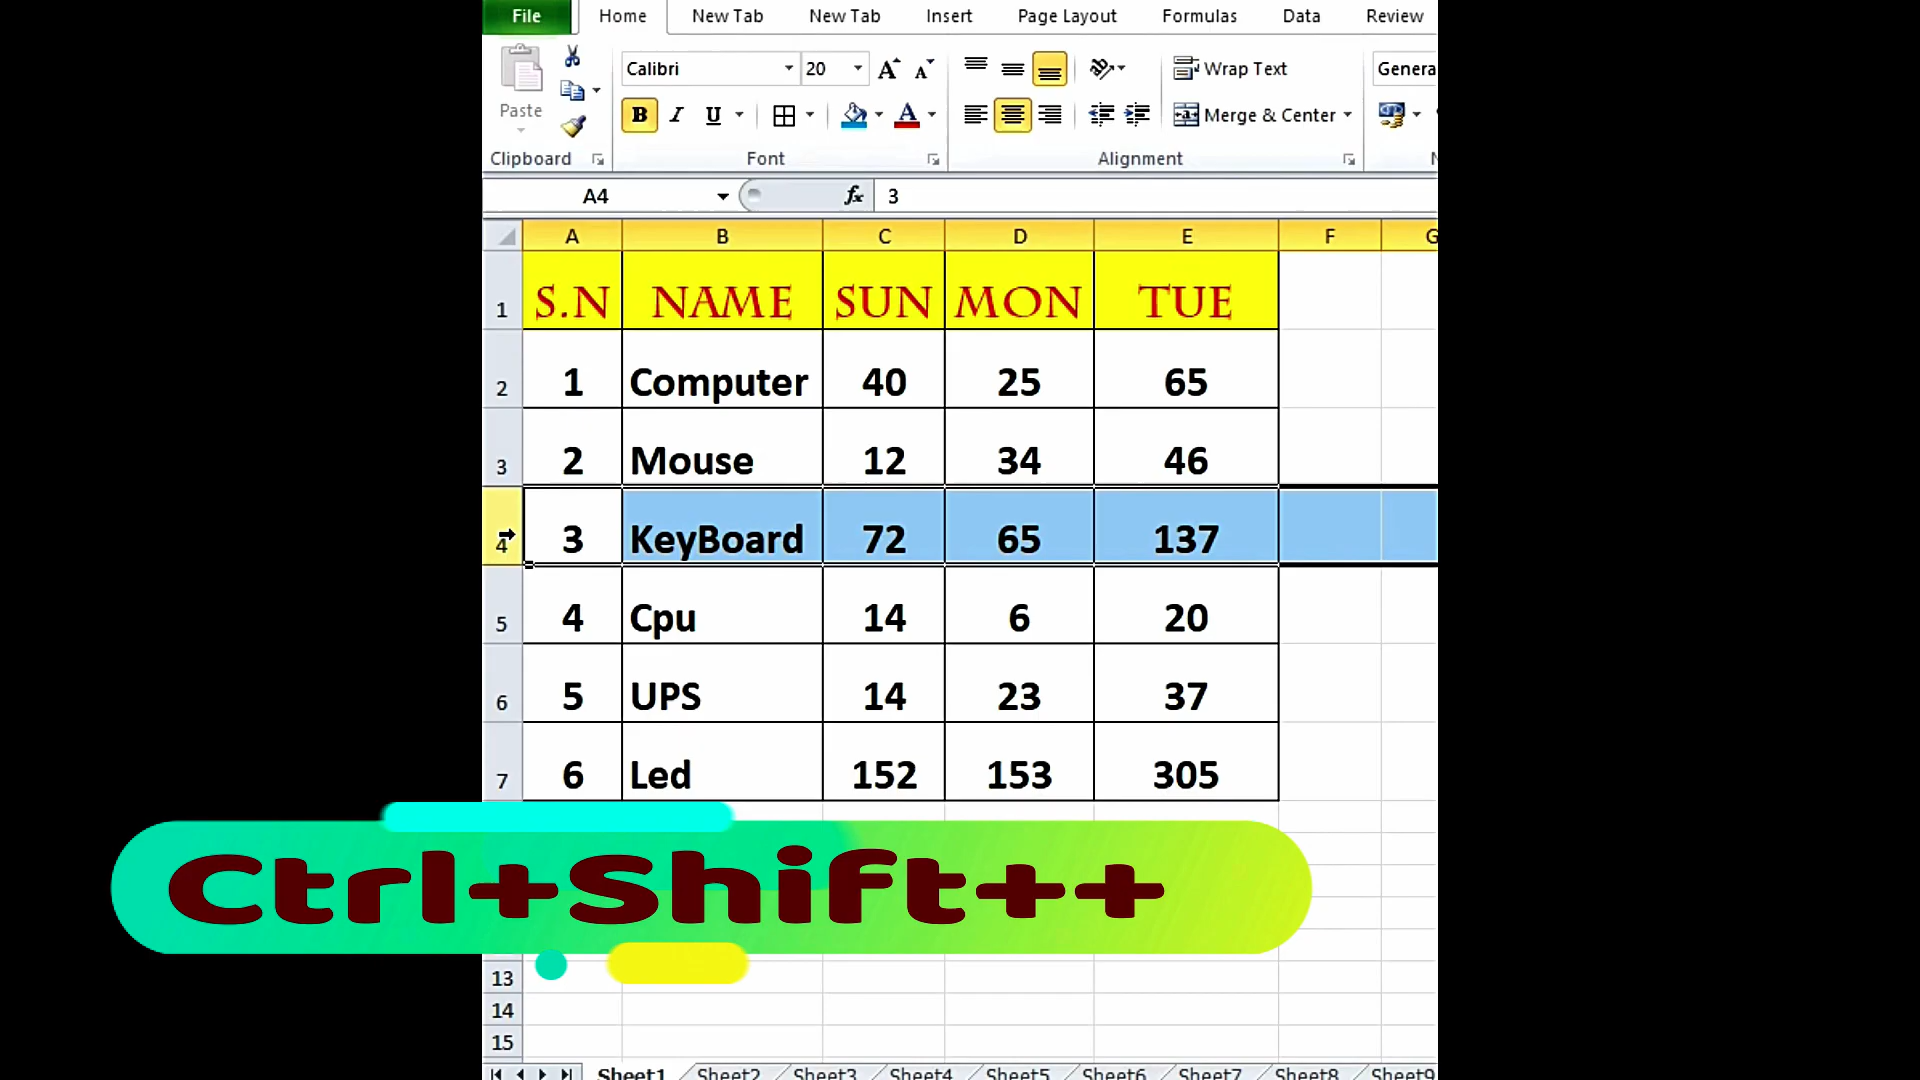 File Home New Tab New Tab Insert Page Layout Formulas Data Review
Calibri 20 A A Wrap Text Genera
Paste B I U A Merge & Center
Clipboard Font Alignment
A4 fx 3
A B C D E F G
1 S.N NAME SUN MON TUE
2 1 Computer 40 25 65
3 2 Mouse 12 34 46
4 3 KeyBoard 72 65 137
5 4 Cpu 14 6 20
6 5 UPS 14 23 37
7 6 Led 152 153 305
Ctrl+Shift++
13
14
15
Sheet1 Sheet2 Sheet3 Sheet4 Sheet5 Sheet6 Sheet7 Sheet8 Sheet9